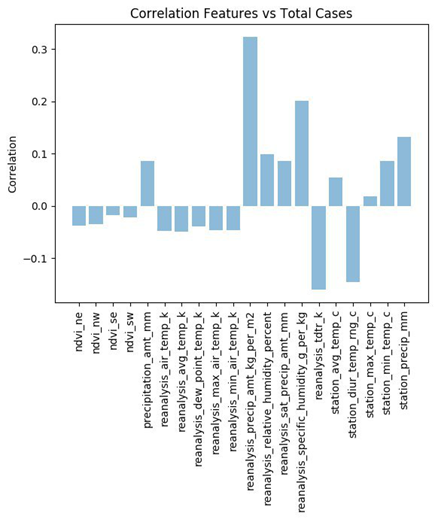 Correlation Features vs Total Cases
Correlation
0.3
0.2
0.1
0.0
−0.1
ndvi_ne
ndvi_nw
ndvi_se
ndvi_sw
precipitation_amt_mm
reanalysis_air_temp_k
reanalysis_avg_temp_k
reanalysis_dew_point_temp_k
reanalysis_max_air_temp_k
reanalysis_min_air_temp_k
reanalysis_precip_amt_kg_per_m2
reanalysis_relative_humidity_percent
reanalysis_sat_precip_amt_mm
reanalysis_specific_humidity_g_per_kg
reanalysis_tdtr_k
station_avg_temp_c
station_diur_temp_rng_c
station_max_temp_c
station_min_temp_c
station_precip_mm